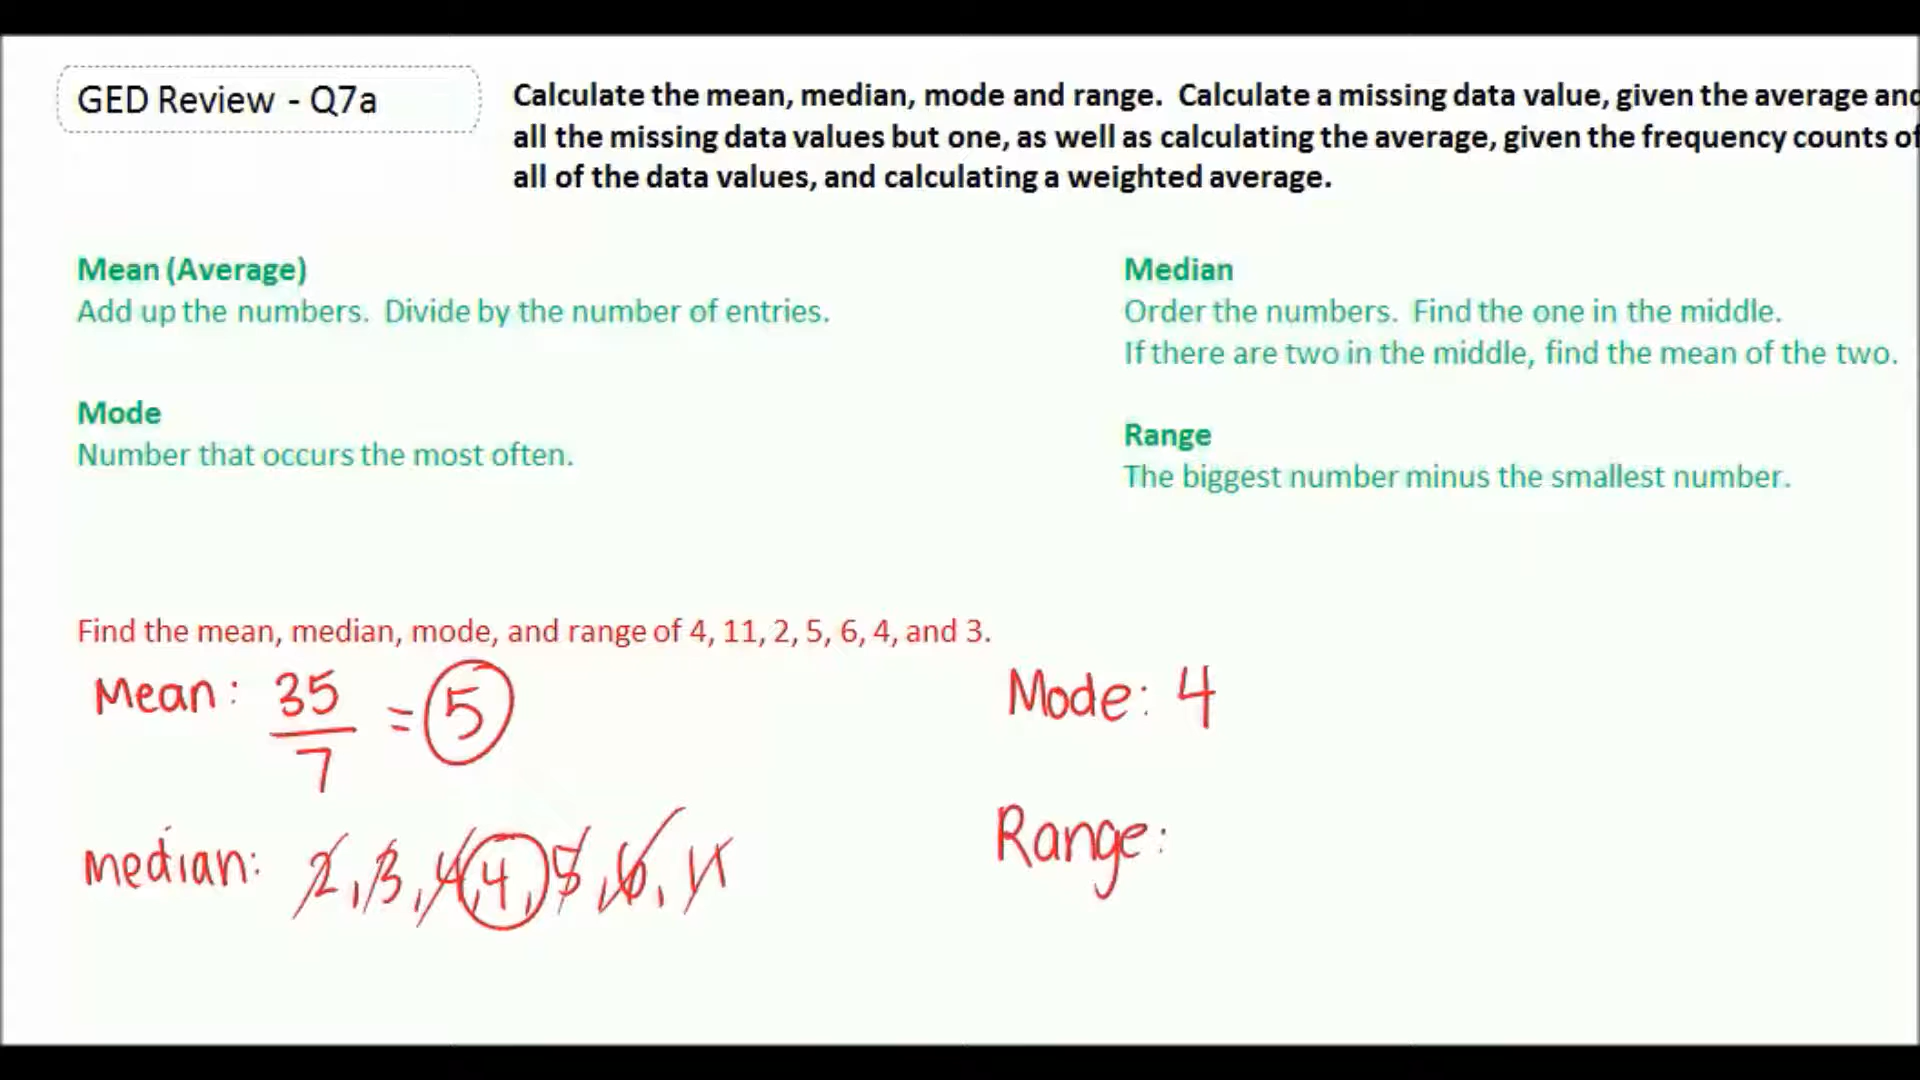 GED Review - Q7a
Calculate the mean, median, mode and range. Calculate a missing data value, given the average and
all the missing data values but one, as well as calculating the average, given the frequency counts of
all of the data values, and calculating a weighted average.
Mean (Average)
Add up the numbers. Divide by the number of entries.
Mode
Number that occurs the most often.
Median
Order the numbers. Find the one in the middle.
If there are two in the middle, find the mean of the two.
Range
The biggest number minus the smallest number.
Find the mean, median, mode, and range of 4, 11, 2, 5, 6, 4, and 3.
Mean: 35/7 = 5
median: 2, 3, 4, 4, 5, 6, 11
Mode: 4
Range: